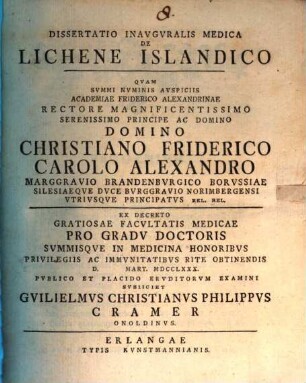 8
DISSERTATIO INAVGVRALIS MEDICA
DE
LICHENE ISLANDICO
QVAM
SVMMI NVMINIS AVSPICIIS
ACADEMIAE FRIDERICO ALEXANDRINAE
RECTORE MAGNIFICENTISSIMO
SERENISSIMO PRINCIPE AC DOMINO
DOMINO
CHRISTIANO FRIDERICO
CAROLO ALEXANDRO
MARGGRAVIO BRANDENBVRGICO BORVSSIAE
SILESIAEQVE DVCE BVRGGRAVIO NORIMBERGENSI
VTRIVSQVE PRINCIPATVS REL. REL.
EX DECRETO
GRATIOSAE FACVLTATIS MEDICAE
PRO GRADV DOCTORIS
SVMMISQVE IN MEDICINA HONORIBVS
PRIVILEGIIS AC IMMVNITATIBVS RITE OBTINENDIS
D. MART. MDCCLXXX.
PVBLICO ET PLACIDO ERVDITORVM EXAMINI
SVBIICIET
GVILIELMVS CHRISTIANVS PHILIPPVS
CRAMER
ONOLDINVS.
ERLANGAE
TYPIS KVNSTMANNIANIS.